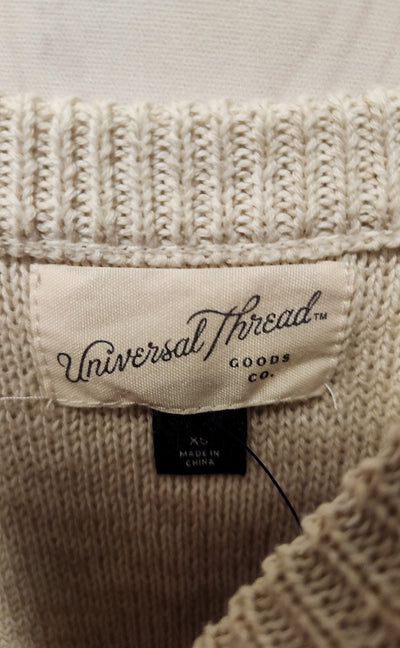 Universal Thread™
GOODS
CO.
XS
MADE IN
CHINA